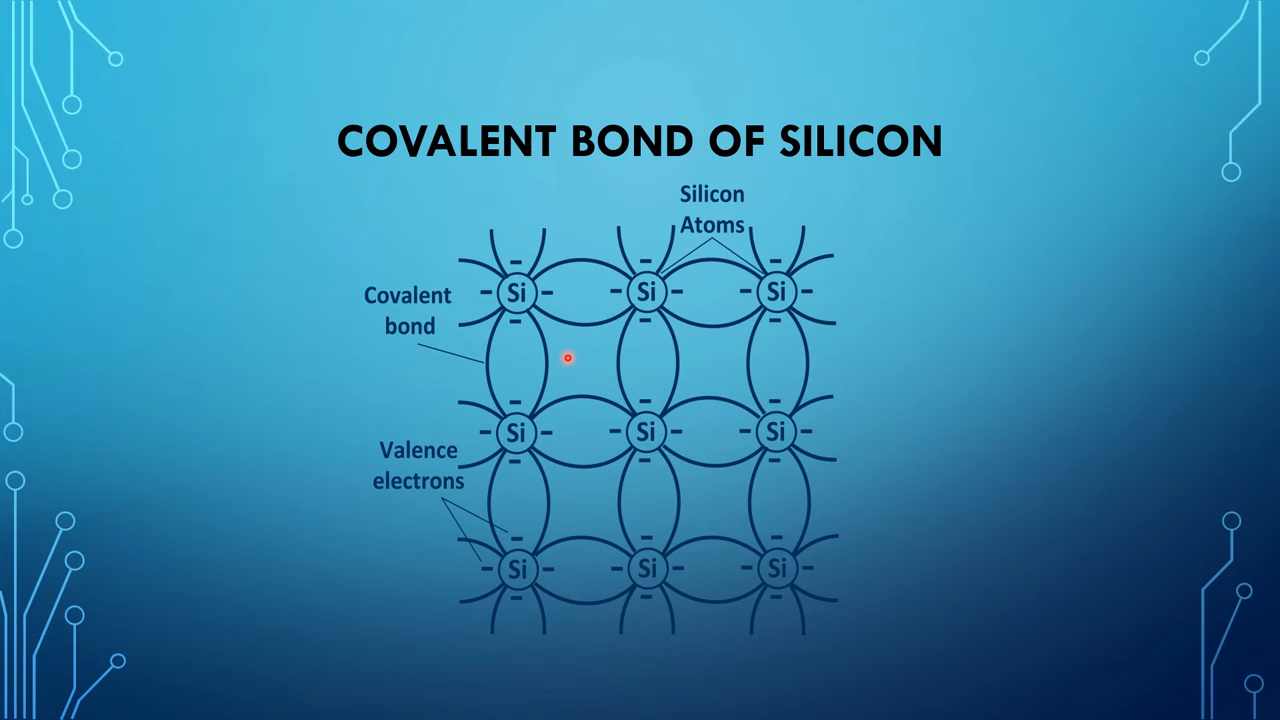 COVALENT BOND OF SILICON
Silicon
Atoms
Covalent
bond
Si Si Si
Valence
electrons
Si Si Si
Si Si Si